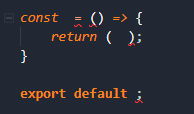 const  = () => {
    return (  );
}

export default ;